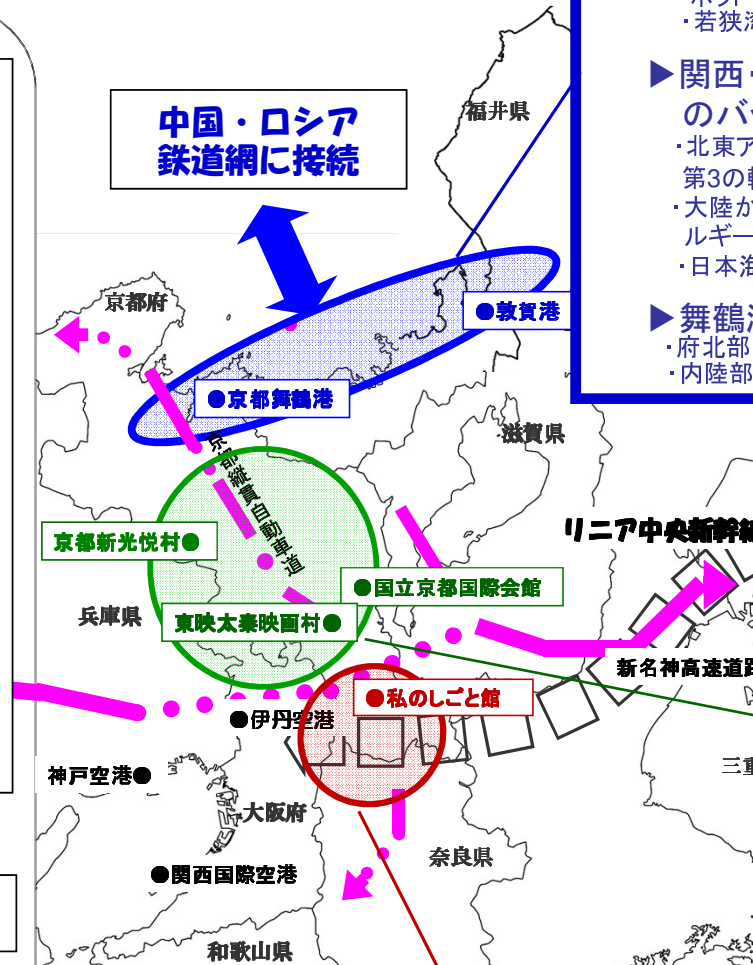 ・若狭湾
▶関西・
のバッ
・北東ア
第3の軸
・大陸か
ルギー
・日本海
▶舞鶴港
・府北部
・内陸部
中国・ロシア
鉄道網に接続
福井県
京都府
●敦賀港
●京都舞鶴港
滋賀県
京都縦貫自動車道
リニア中央新幹線
京都新光悦村●
●国立京都国際会館
兵庫県
東映太秦映画村●
新名神高速道路
●私のしごと館
●伊丹空港
神戸空港●
三重
大阪府
奈良県
●関西国際空港
和歌山県